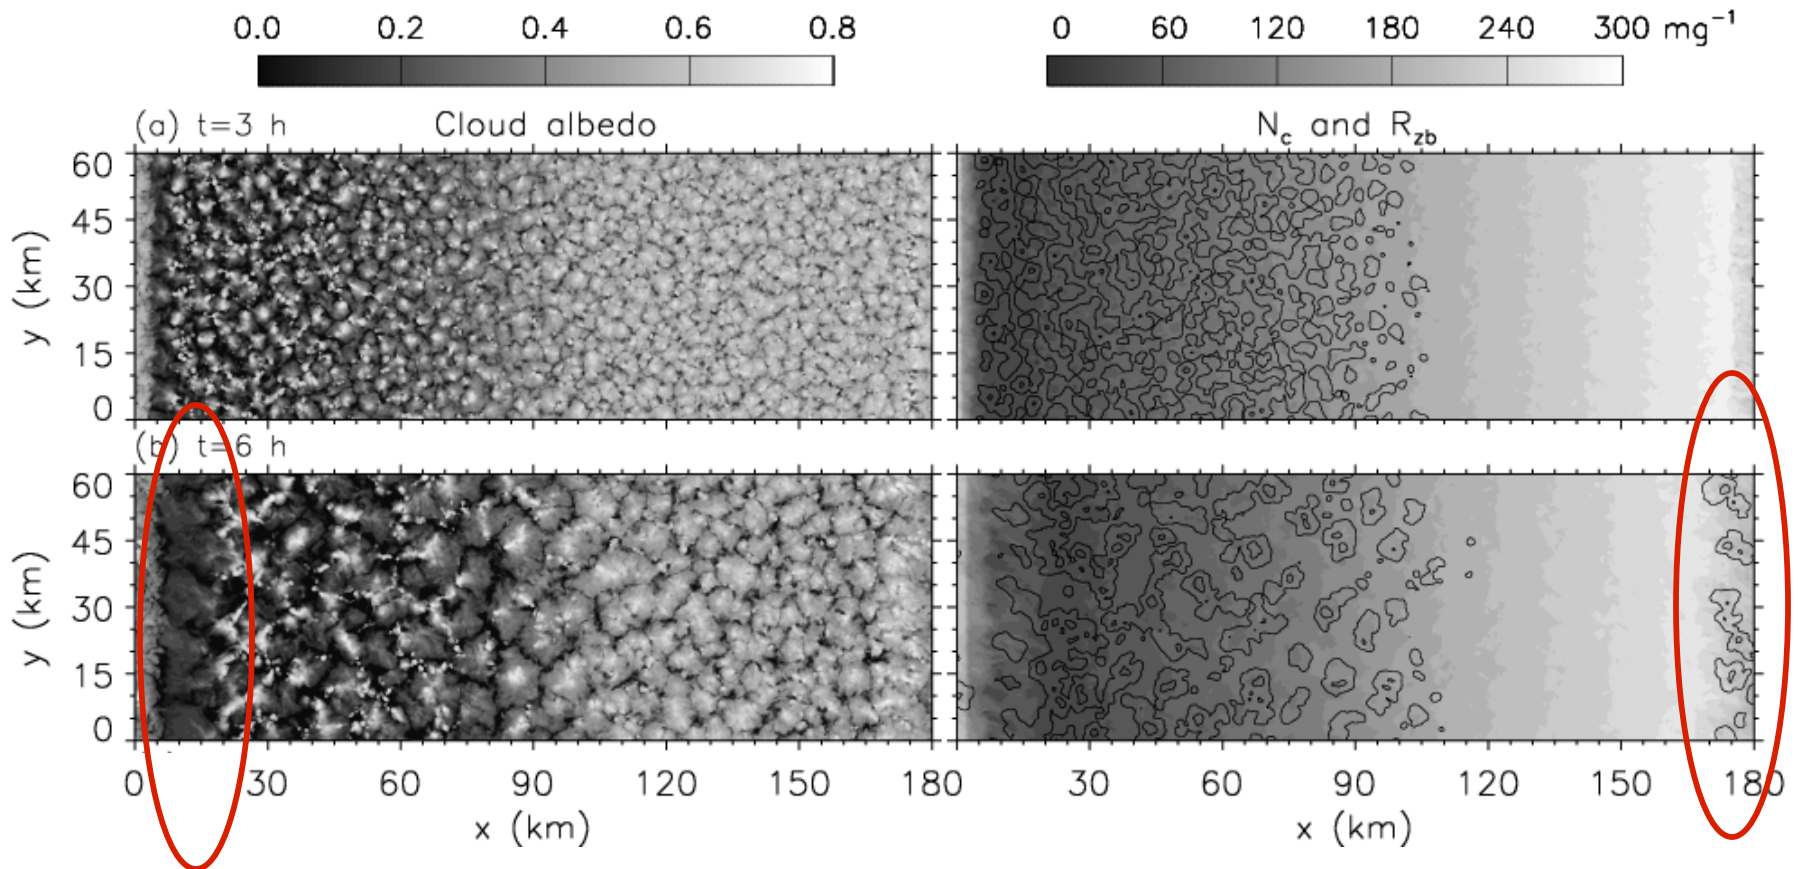 0.0 0.2 0.4 0.6 0.8
0 60 120 180 240 300 mg⁻¹
(a) t=3 h Cloud albedo
N_c and R_zb
60
45
30
15
0
y (km)
(b) t=6 h
60
45
30
15
0
y (km)
0 30 60 90 120 150 180
30 60 90 120 150 180
x (km)
x (km)